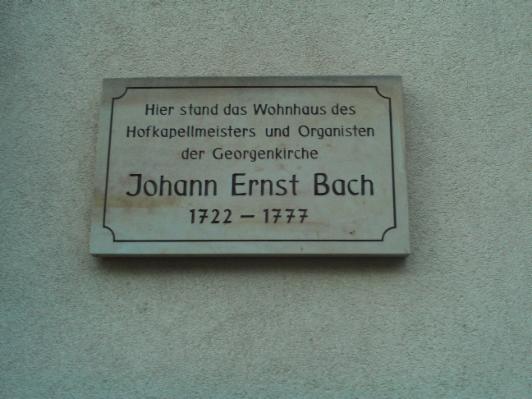 Hier stand das Wohnhaus des
Hofkapellmeisters und Organisten
der Georgenkirche
Johann Ernst Bach
1722 – 1777